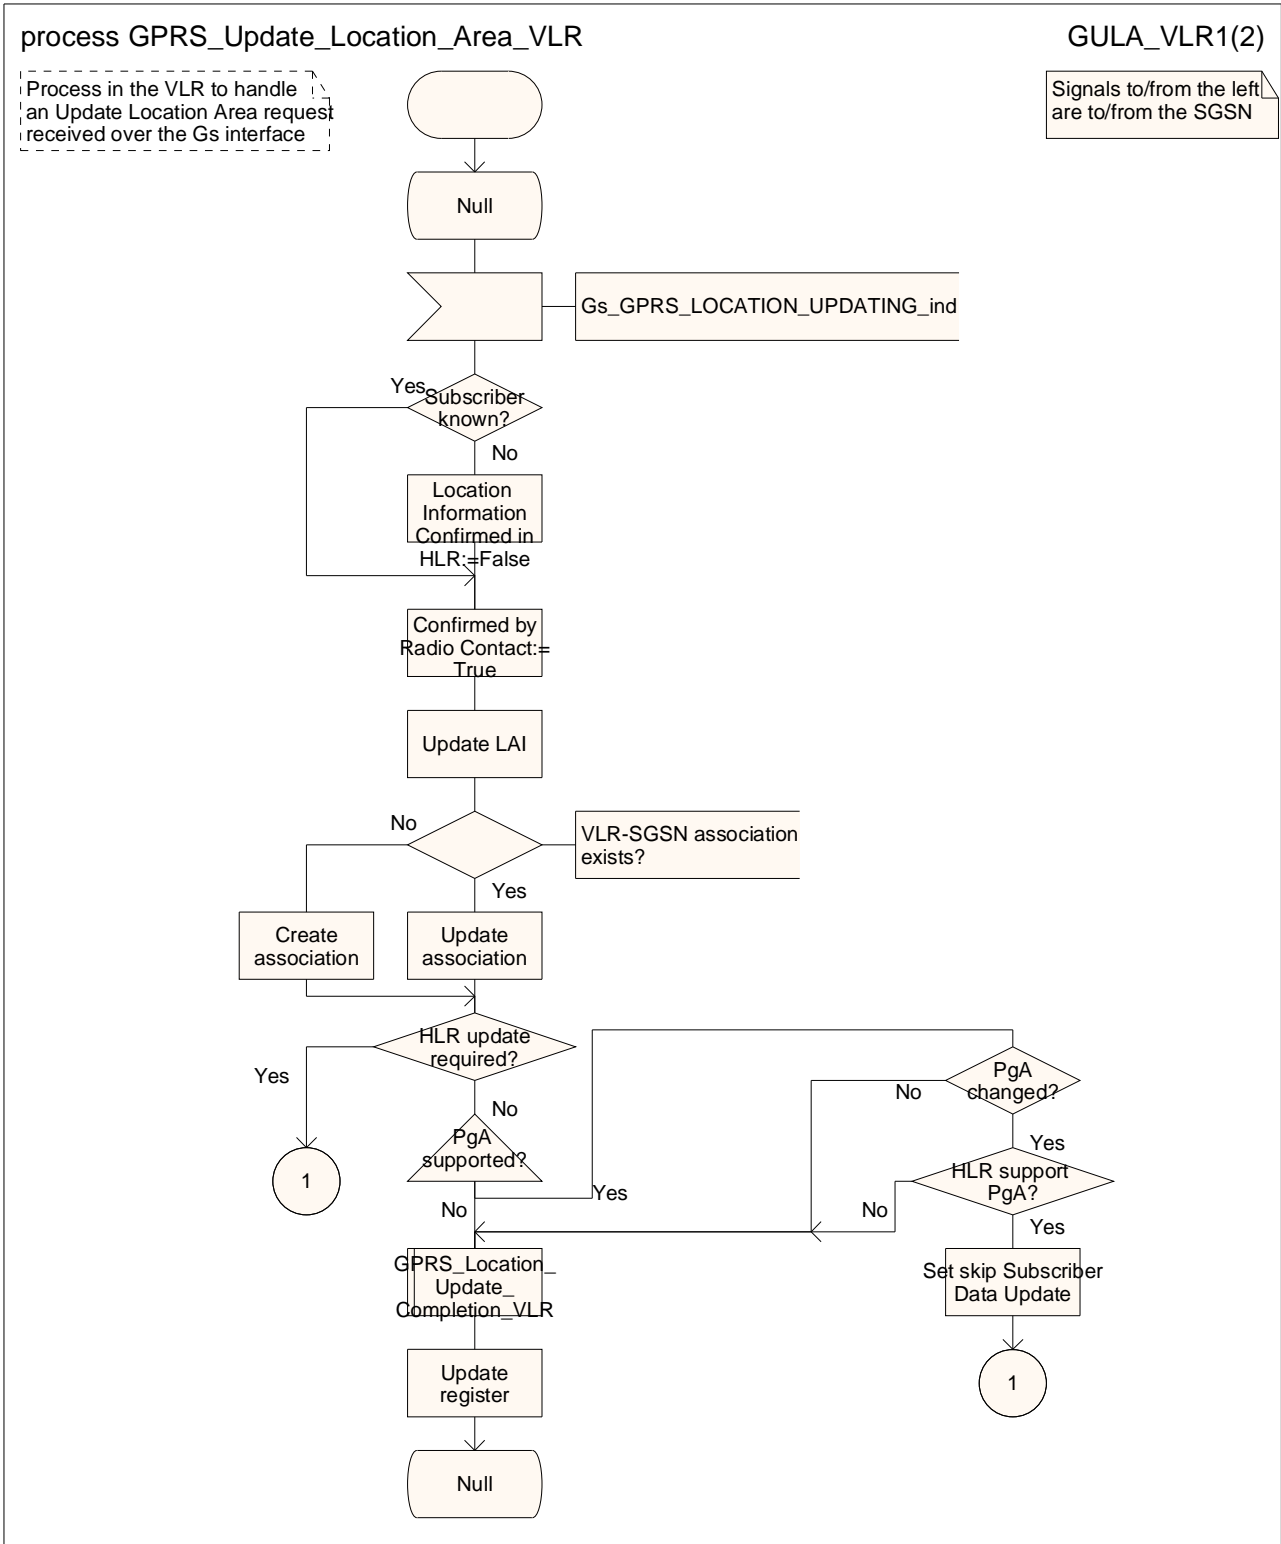 process GPRS_Update_Location_Area_VLR
GULA_VLR1(2)
Process in the VLR to handle
an Update Location Area request
received over the Gs interface
Signals to/from the left
are to/from the SGSN
Null
Gs_GPRS_LOCATION_UPDATING_ind
Yes
Subscriber
known?
No
Location
Information
Confirmed in
HLR:=False
Confirmed by
Radio Contact:=
True
Update LAI
No
VLR-SGSN association
exists?
Yes
Create
association
Update
association
HLR update
required?
Yes
No
PgA
changed?
No
Yes
PgA
supported?
1
HLR support
PgA?
Yes
No
No
Yes
GPRS_Location_
Update_
Completion_VLR
Set skip Subscriber
Data Update
Update
register
1
Null